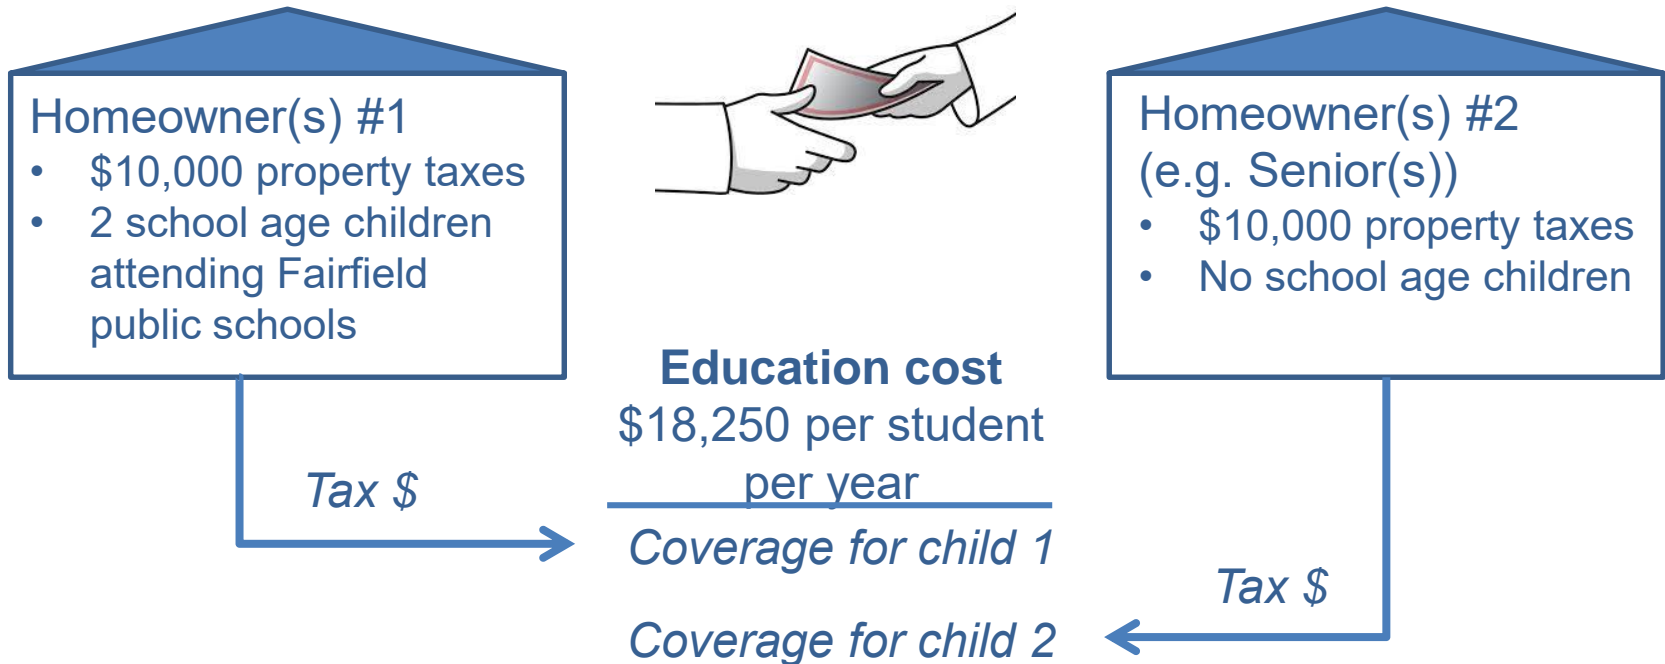 Homeowner(s) #1
• $10,000 property taxes
• 2 school age children
attending Fairfield
public schools
Homeowner(s) #2
(e.g. Senior(s))
• $10,000 property taxes
• No school age children
Education cost
$18,250 per student
per year
Tax $
Coverage for child 1
Tax $
Coverage for child 2